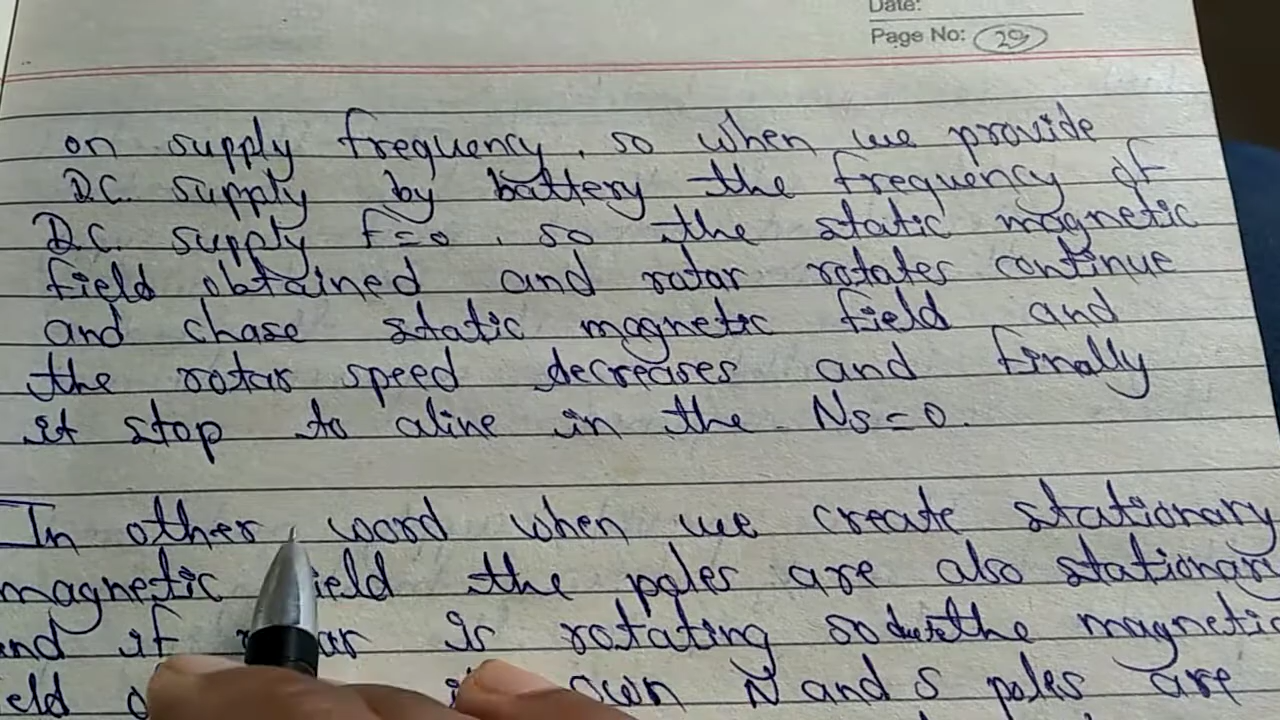 Date:
Page No: 29
on supply frequency, so when we provide
D.C. supply by battery the frequency of
D.C. supply f=0, so the static magnetic
field obtained and rotar rotates continue
and chase static magnetic field and
the rotar speed decreases and finally
it stop to aline in the Ns=0.
In other word when we create stationary
magnetic field the poles are also stationary
and if is rotating so due the magnetic
own N and S poles are